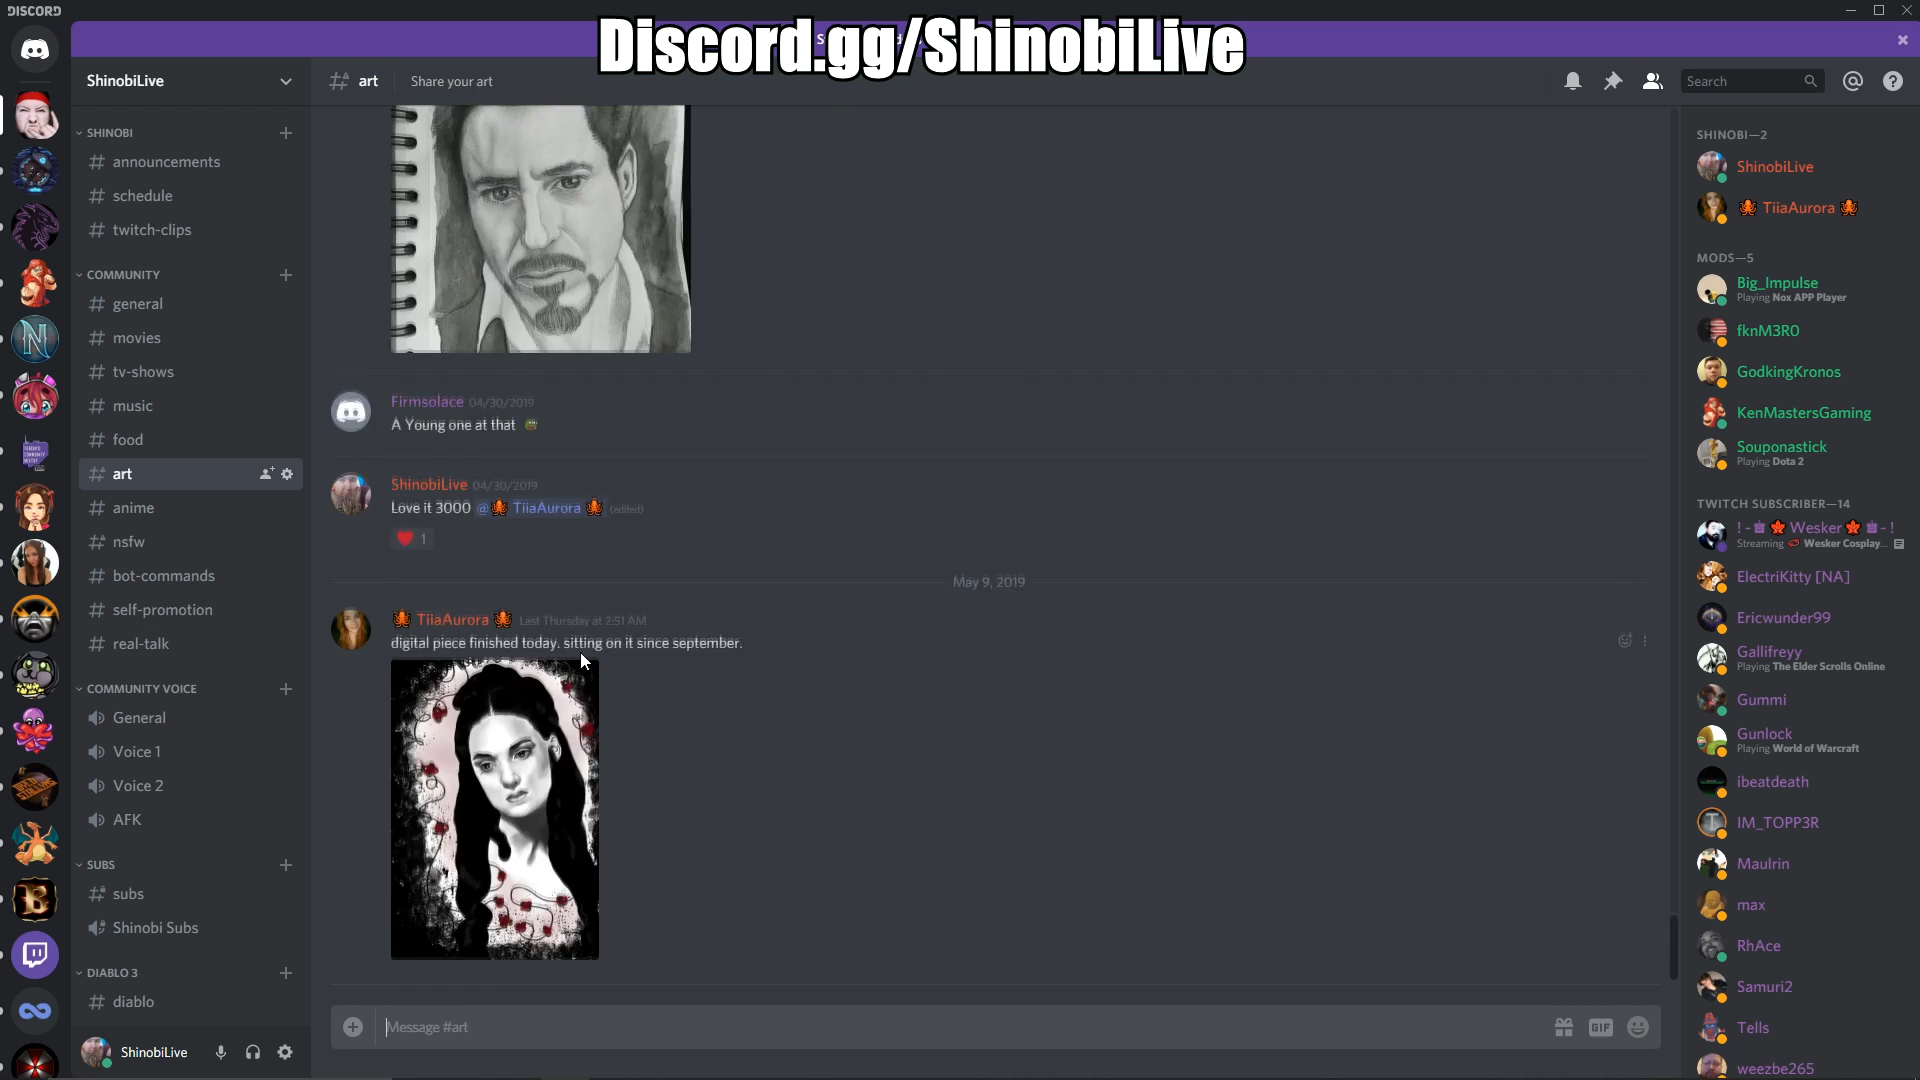 DISCORD
Discord.gg/ShinobiLive
ShinobiLive
art
Share your art
Search
SHINOBI
announcements
schedule
twitch-clips
COMMUNITY
general
movies
tv-shows
music
food
art
anime
nsfw
bot-commands
self-promotion
real-talk
COMMUNITY VOICE
General
Voice 1
Voice 2
AFK
SUBS
subs
Shinobi Subs
DIABLO 3
diablo
ShinobiLive
Firmsolace 04/30/2019
A Young one at that
ShinobiLive 04/30/2019
Love it 3000 @🐙 TiiaAurora 🐙 (edited)
1
May 9, 2019
🐙 TiiaAurora 🐙 Last Thursday at 2:51 AM
digital piece finished today. sitting on it since september.
Message #art
GIF
SHINOBI—2
ShinobiLive
🐙 TiiaAurora 🐙
MODS—5
Big_Impulse
Playing Nox APP Player
fknM3R0
GodkingKronos
KenMastersGaming
Souponastick
Playing Dota 2
TWITCH SUBSCRIBER—14
! - Wesker - !
Streaming Wesker Cosplay...
ElectriKitty [NA]
Ericwunder99
Gallifreyy
Playing The Elder Scrolls Online
Gummi
Gunlock
Playing World of Warcraft
ibeatdeath
IM_TOPP3R
Maulrin
max
RhAce
Samuri2
Tells
weezbe265